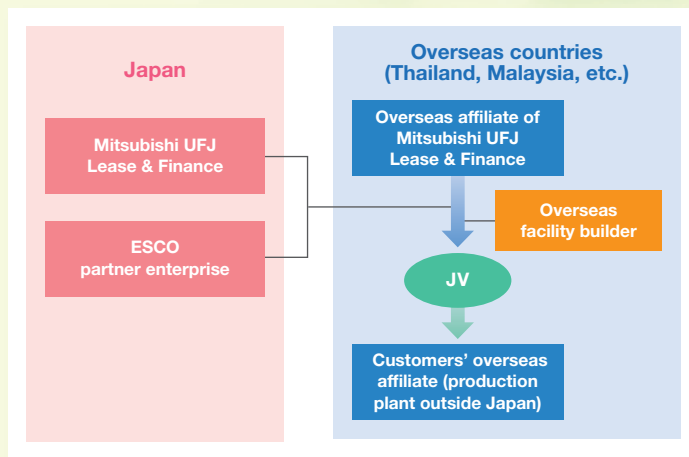 Japan
Mitsubishi UFJ
Lease & Finance
ESCO
partner enterprise
Overseas countries
(Thailand, Malaysia, etc.)
Overseas affiliate of
Mitsubishi UFJ
Lease & Finance
Overseas
facility builder
JV
Customers’ overseas
affiliate (production
plant outside Japan)